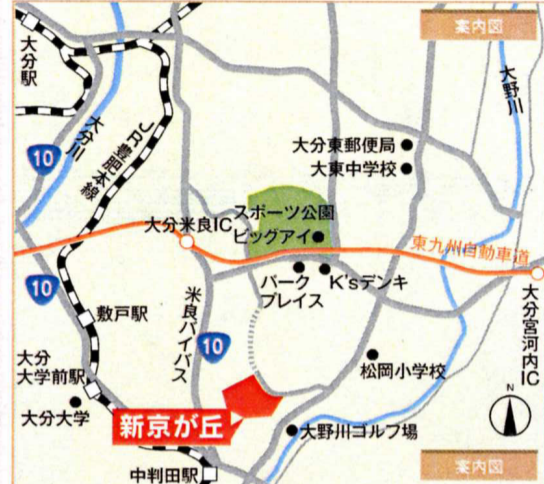 案内図
大分駅
大野川
大分川
JR豊肥本線
10
大分東郵便局
大東中学校
スポーツ公園
ビッグアイ
大分米良IC
東九州自動車道
パーク
プレイス
K'sデンキ
大分宮河内IC
10
敷戸駅
米良バイパス
10
大分
大学前駅
大分大学
松岡小学校
新京が丘
大野川ゴルフ場
中判田駅
N
案内図